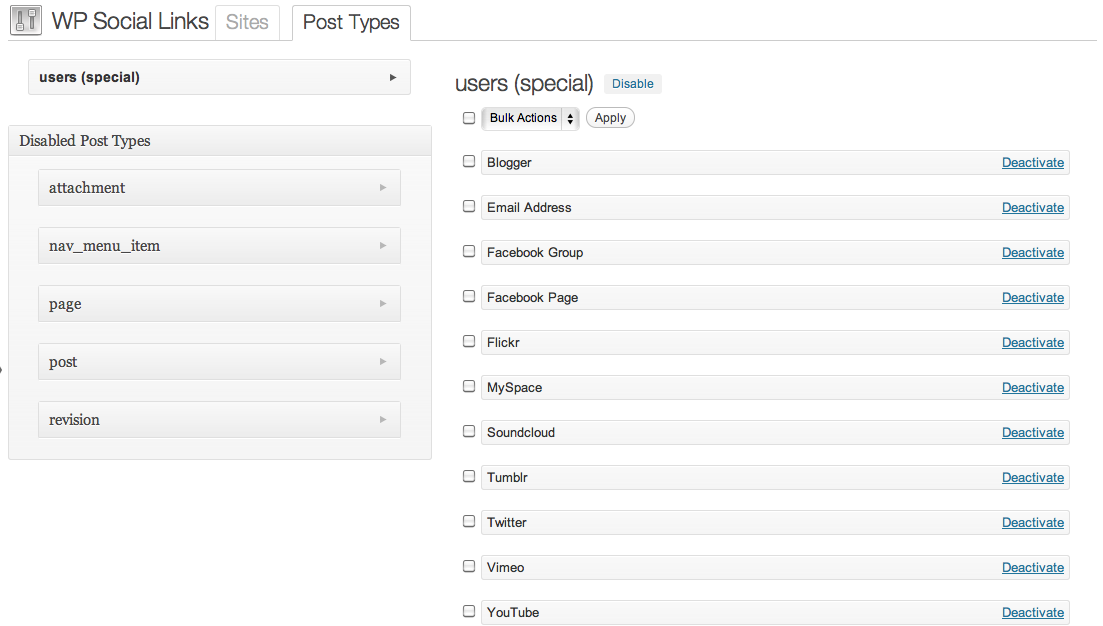 WP Social Links Sites Post Types
users (special)
Disabled Post Types
attachment
nav_menu_item
page
post
revision
users (special) Disable
Bulk Actions Apply
Blogger Deactivate
Email Address Deactivate
Facebook Group Deactivate
Facebook Page Deactivate
Flickr Deactivate
MySpace Deactivate
Soundcloud Deactivate
Tumblr Deactivate
Twitter Deactivate
Vimeo Deactivate
YouTube Deactivate